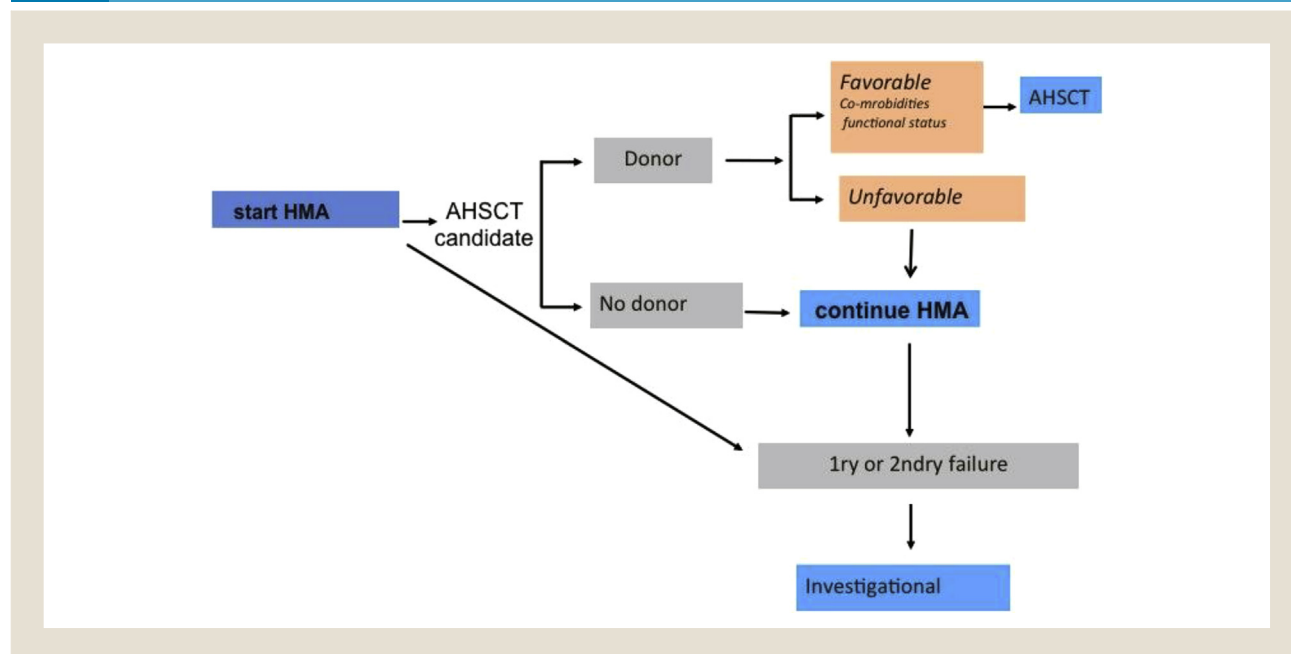 Favorable
Co-mrobidities
functional status
AHSCT
Donor
Unfavorable
start HMA
AHSCT
candidate
No donor
continue HMA
1ry or 2ndry failure
Investigational